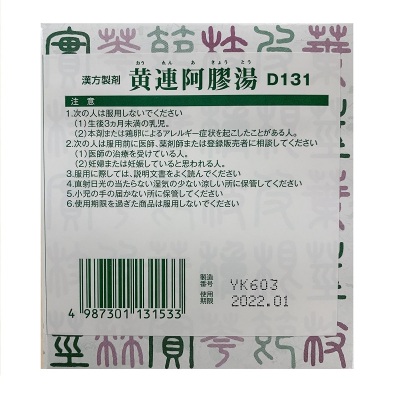 おう れん あ きょう とう
漢方製剤 黄連阿膠湯 D131
注意
1.次の人は服用しないでください
(1)生後3ヵ月未満の乳児。
(2)本剤または鶏卵によるアレルギー症状を起こしたことがある人。
2.次の人は服用前に医師、薬剤師または登録販売者に相談してください
(1)医師の治療を受けている人。
(2)妊婦または妊娠していると思われる人。
3.服用に際しては、説明文書をよく読んでください
4.直射日光の当たらない湿気の少ない涼しい所に保管してください
5.小児の手の届かない所に保管してください
6.使用期限を過ぎた商品は服用しないでください
製造番号 YK603
使用期限 2022.01
4 987301 131533